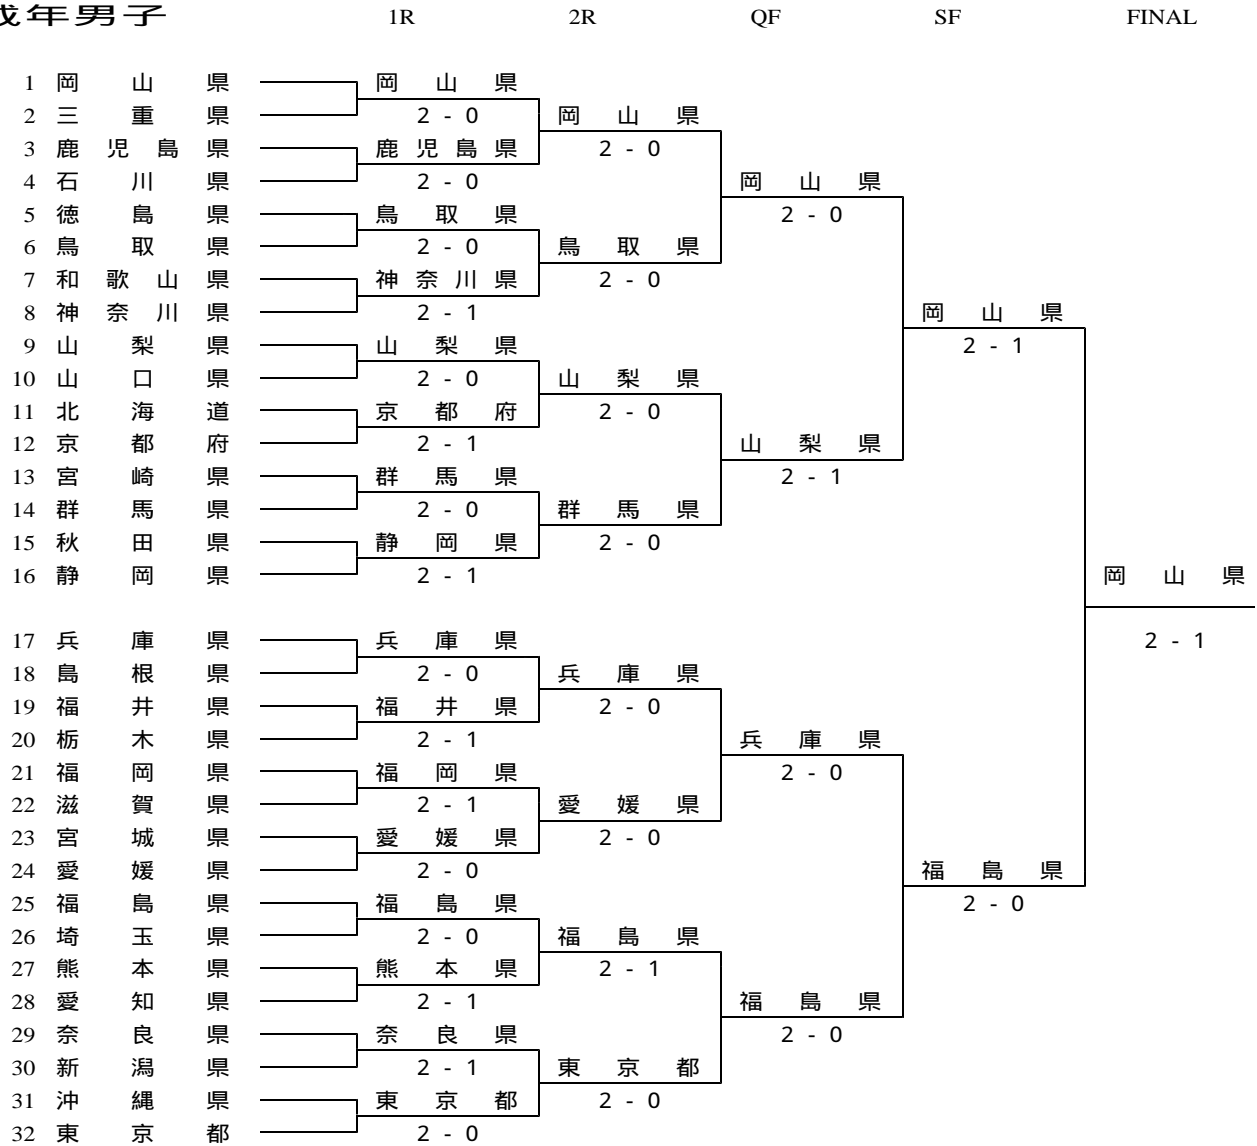 成年男子 1R 2R QF SF FINAL
1 岡山県 岡山県
2 三重県 2 - 0 岡山県
3 鹿児島県 鹿児島県 2 - 0
4 石川県 2 - 0 岡山県
5 徳島県 鳥取県 2 - 0
6 鳥取県 2 - 0 鳥取県
7 和歌山県 神奈川県 2 - 0
8 神奈川県 2 - 1 岡山県
9 山梨県 山梨県 2 - 1
10 山口県 2 - 0 山梨県
11 北海道 京都府 2 - 0
12 京都府 2 - 1 山梨県
13 宮崎県 群馬県 2 - 1
14 群馬県 2 - 0 群馬県
15 秋田県 静岡県 2 - 0
16 静岡県 2 - 1 岡山県
17 兵庫県 兵庫県 2 - 1
18 島根県 2 - 0 兵庫県
19 福井県 福井県 2 - 0
20 栃木県 2 - 1 兵庫県
21 福岡県 福岡県 2 - 0
22 滋賀県 2 - 1 愛媛県
23 宮城県 愛媛県 2 - 0
24 愛媛県 2 - 0 福島県
25 福島県 福島県 2 - 0
26 埼玉県 2 - 0 福島県
27 熊本県 熊本県 2 - 1
28 愛知県 2 - 1 福島県
29 奈良県 奈良県 2 - 0
30 新潟県 2 - 1 東京都
31 沖縄県 東京都 2 - 0
32 東京都 2 - 0